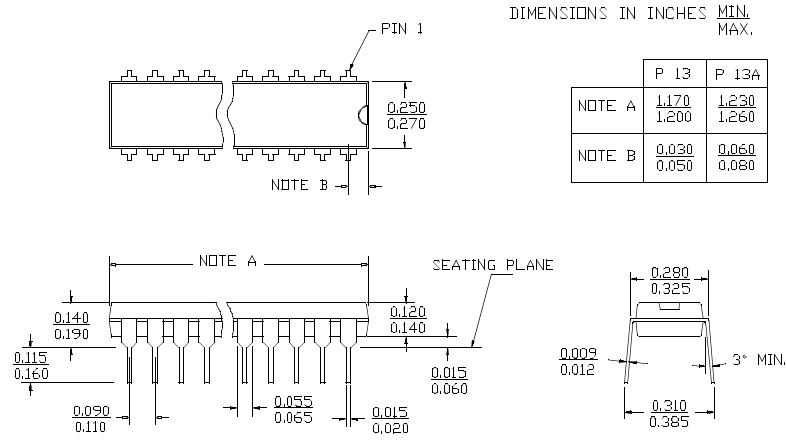 DIMENSIONS IN INCHES MIN.
MAX.
PIN 1
0.250
0.270
NOTE B
P 13 P 13A
NOTE A 1.170 1.230
1.200 1.260
NOTE B 0.030 0.060
0.050 0.080
NOTE A
SEATING PLANE
0.140
0.190
0.120
0.140
0.115
0.160
0.015
0.060
0.090
0.110
0.055
0.065
0.015
0.020
0.280
0.325
0.009
0.012
3° MIN.
0.310
0.385